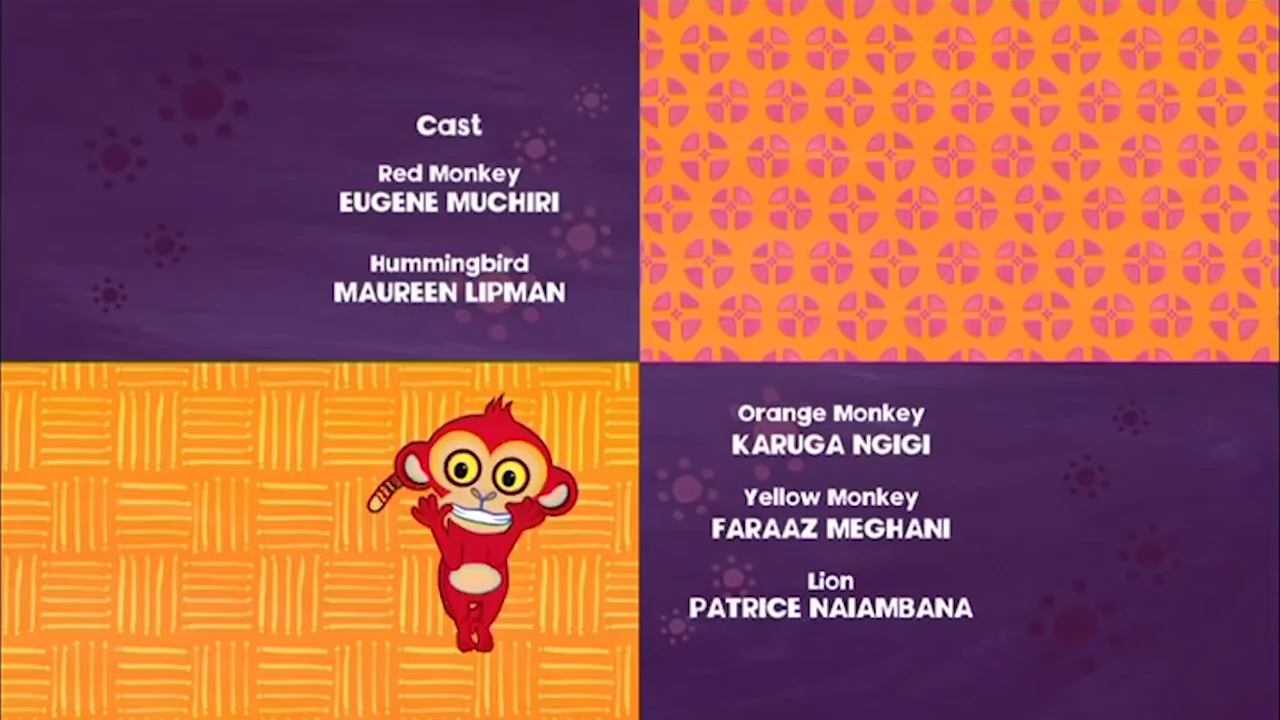 Cast
Red Monkey
EUGENE MUCHIRI
Hummingbird
MAUREEN LIPMAN
Orange Monkey
KARUGA NGIGI
Yellow Monkey
FARAAZ MEGHANI
Lion
PATRICE NAIAMBANA